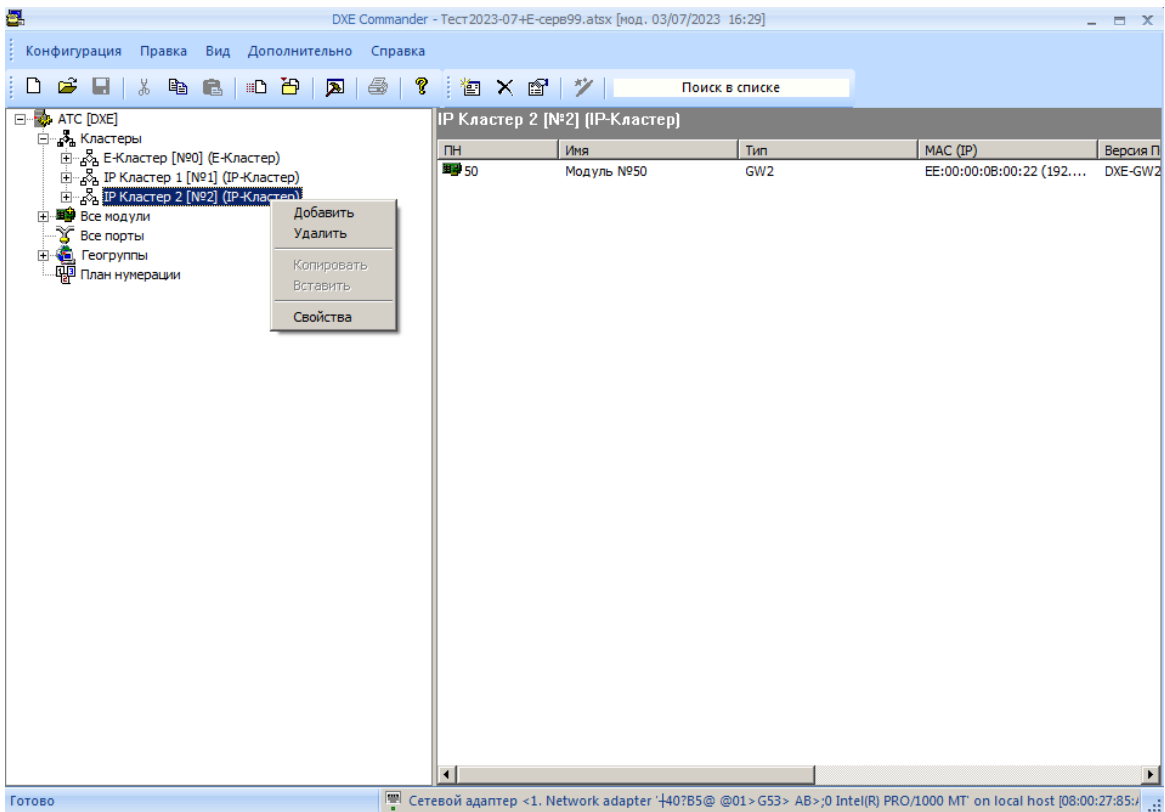 DXE Commander - Тест2023-07+E-серв99.atsx [мод. 03/07/2023 16:29]
Конфигурация Правка Вид Дополнительно Справка
Поиск в списке
АТС [DXE]
Кластеры
Е-Кластер [№0] (Е-Кластер)
IP Кластер 1 [№1] (IP-Кластер)
IP Кластер 2 [№2] (IP-Кластер)
Все модули
Все порты
Геогруппы
План нумерации
Добавить
Удалить
Копировать
Вставить
Свойства
IP Кластер 2 [№2] (IP-Кластер)
ПН Имя Тип MAC (IP) Версия П
50 Модуль №50 GW2 EE:00:00:0B:00:22 (192.... DXE-GW2
Готово
Сетевой адаптер <1. Network adapter '┤40?B5@ @01>G53> AB>;0 Intel(R) PRO/1000 MT' on local host [08:00:27:85: